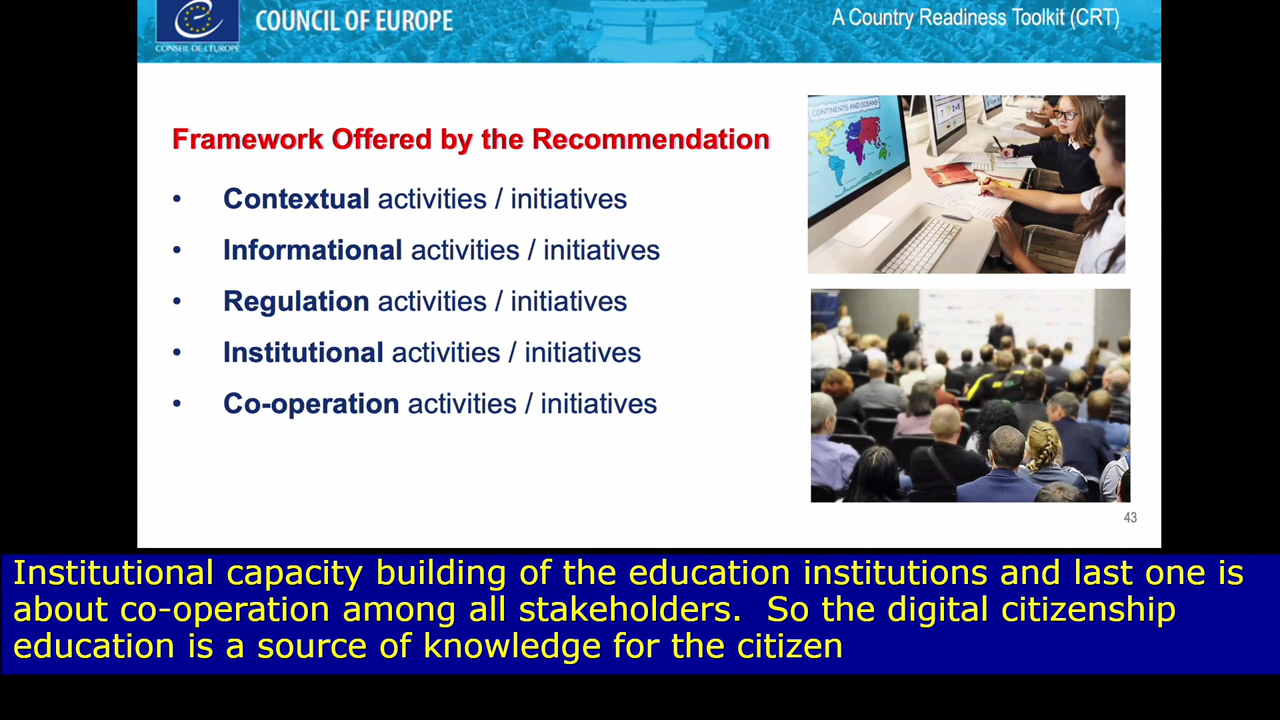 COUNCIL OF EUROPE
CONSEIL DE L'EUROPE
A Country Readiness Toolkit (CRT)
Framework Offered by the Recommendation
• Contextual activities / initiatives
• Informational activities / initiatives
• Regulation activities / initiatives
• Institutional activities / initiatives
• Co-operation activities / initiatives
CONTINENTS AND OCEANS
43
Institutional capacity building of the education institutions and last one is
about co-operation among all stakeholders.  So the digital citizenship
education is a source of knowledge for the citizen